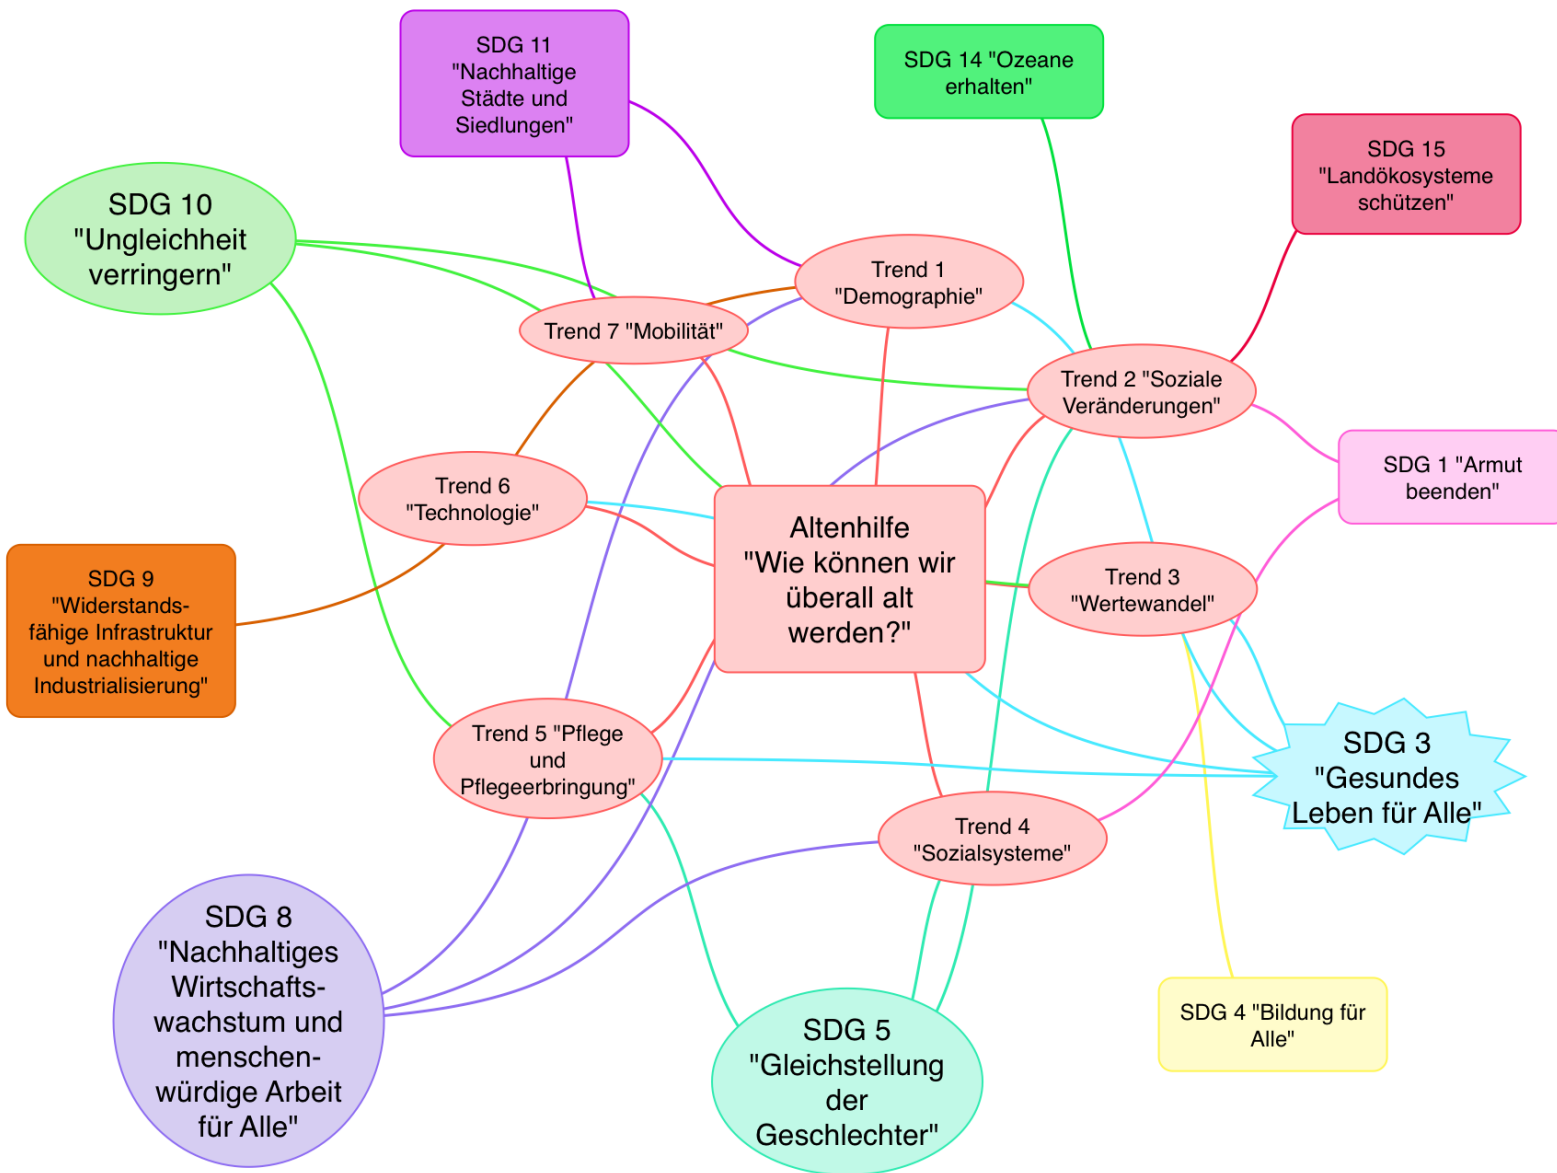 SDG 11
"Nachhaltige
Städte und
Siedlungen"
SDG 14 "Ozeane
erhalten"
SDG 15
"Landökosysteme
schützen"
SDG 10
"Ungleichheit
verringern"
Trend 1
"Demographie"
Trend 7 "Mobilität"
Trend 2 "Soziale
Veränderungen"
SDG 1 "Armut
beenden"
Trend 6
"Technologie"
Altenhilfe
"Wie können wir
überall alt
werden?"
SDG 9
"Widerstands-
fähige Infrastruktur
und nachhaltige
Industrialisierung"
Trend 3
"Wertewandel"
Trend 5 "Pflege
und
Pflegeerbringung"
SDG 3
"Gesundes
Leben für Alle"
Trend 4
"Sozialsysteme"
SDG 8
"Nachhaltiges
Wirtschafts-
wachstum und
menschen-
würdige Arbeit
für Alle"
SDG 5
"Gleichstellung
der
Geschlechter"
SDG 4 "Bildung für
Alle"